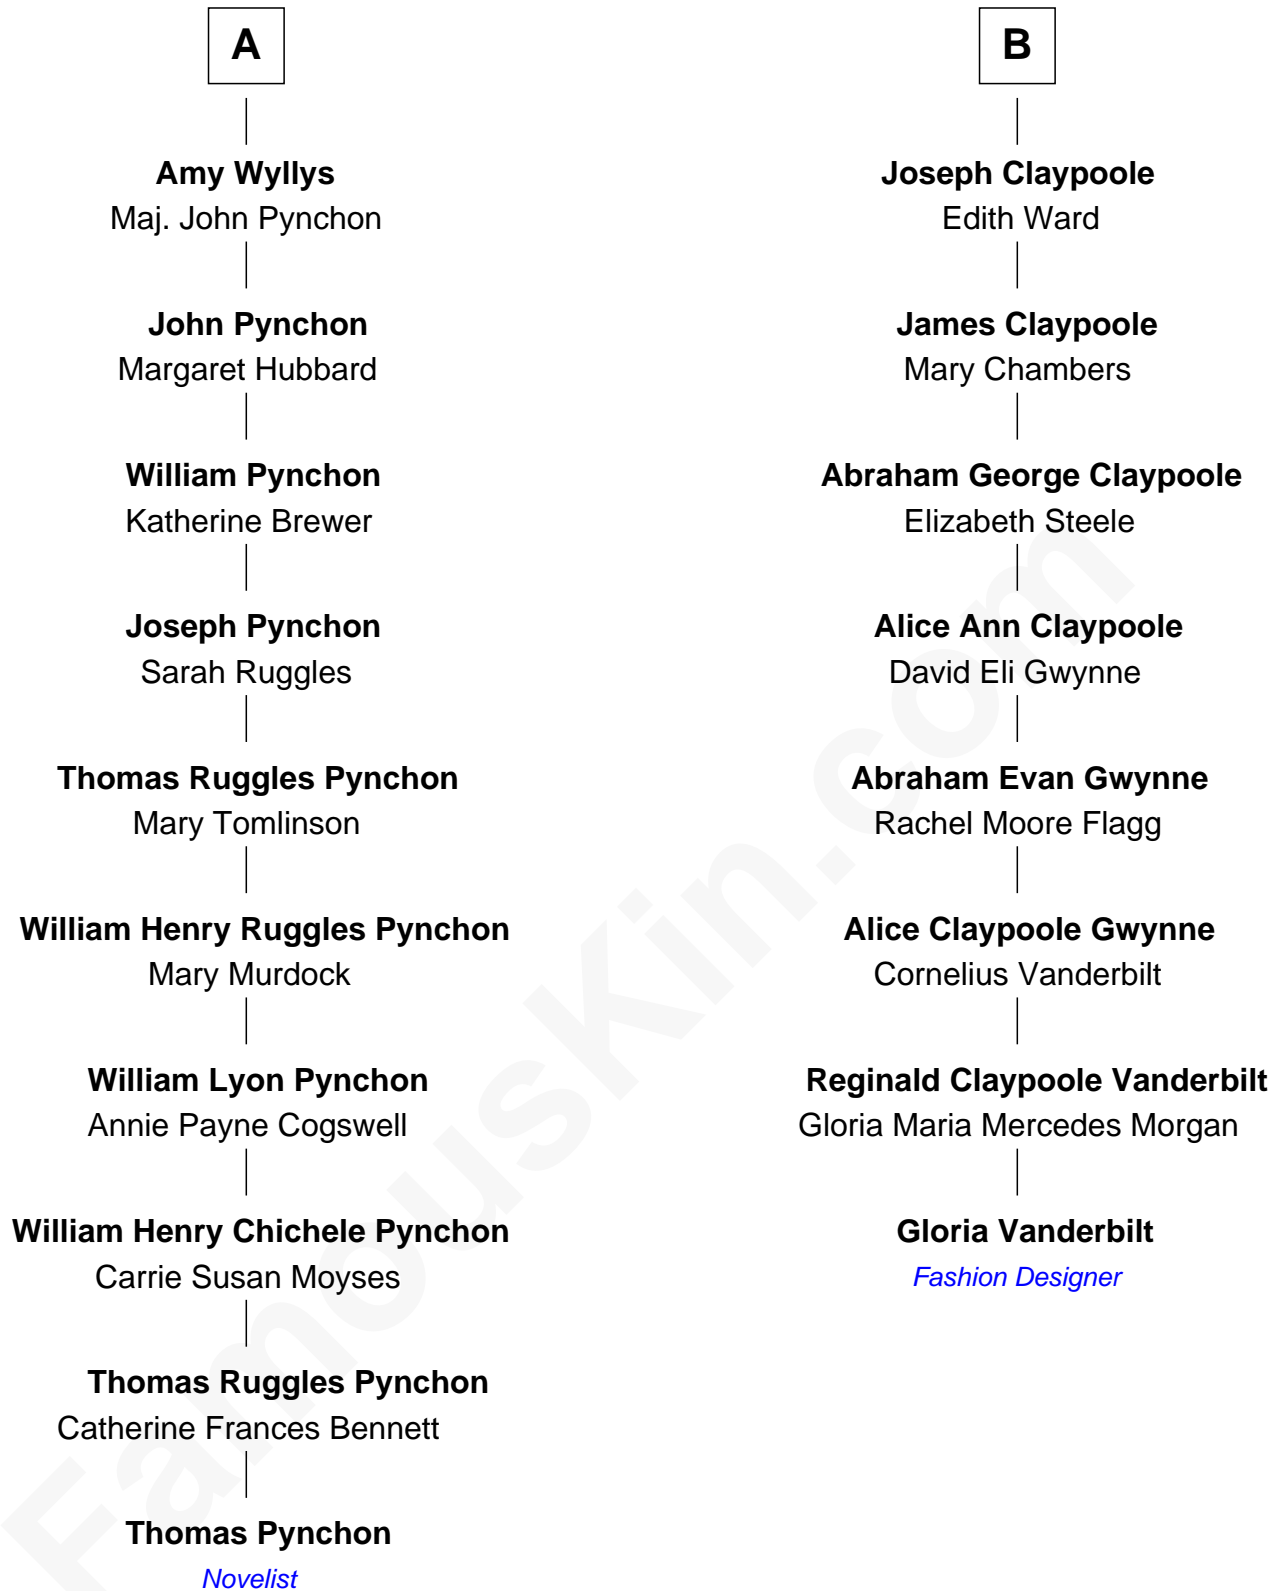 A
Amy Wyllys
Maj. John Pynchon
John Pynchon
Margaret Hubbard
William Pynchon
Katherine Brewer
Joseph Pynchon
Sarah Ruggles
Thomas Ruggles Pynchon
Mary Tomlinson
William Henry Ruggles Pynchon
Mary Murdock
William Lyon Pynchon
Annie Payne Cogswell
William Henry Chichele Pynchon
Carrie Susan Moyses
Thomas Ruggles Pynchon
Catherine Frances Bennett
Thomas Pynchon
Novelist
B
Joseph Claypoole
Edith Ward
James Claypoole
Mary Chambers
Abraham George Claypoole
Elizabeth Steele
Alice Ann Claypoole
David Eli Gwynne
Abraham Evan Gwynne
Rachel Moore Flagg
Alice Claypoole Gwynne
Cornelius Vanderbilt
Reginald Claypoole Vanderbilt
Gloria Maria Mercedes Morgan
Gloria Vanderbilt
Fashion Designer
FamousKin.com